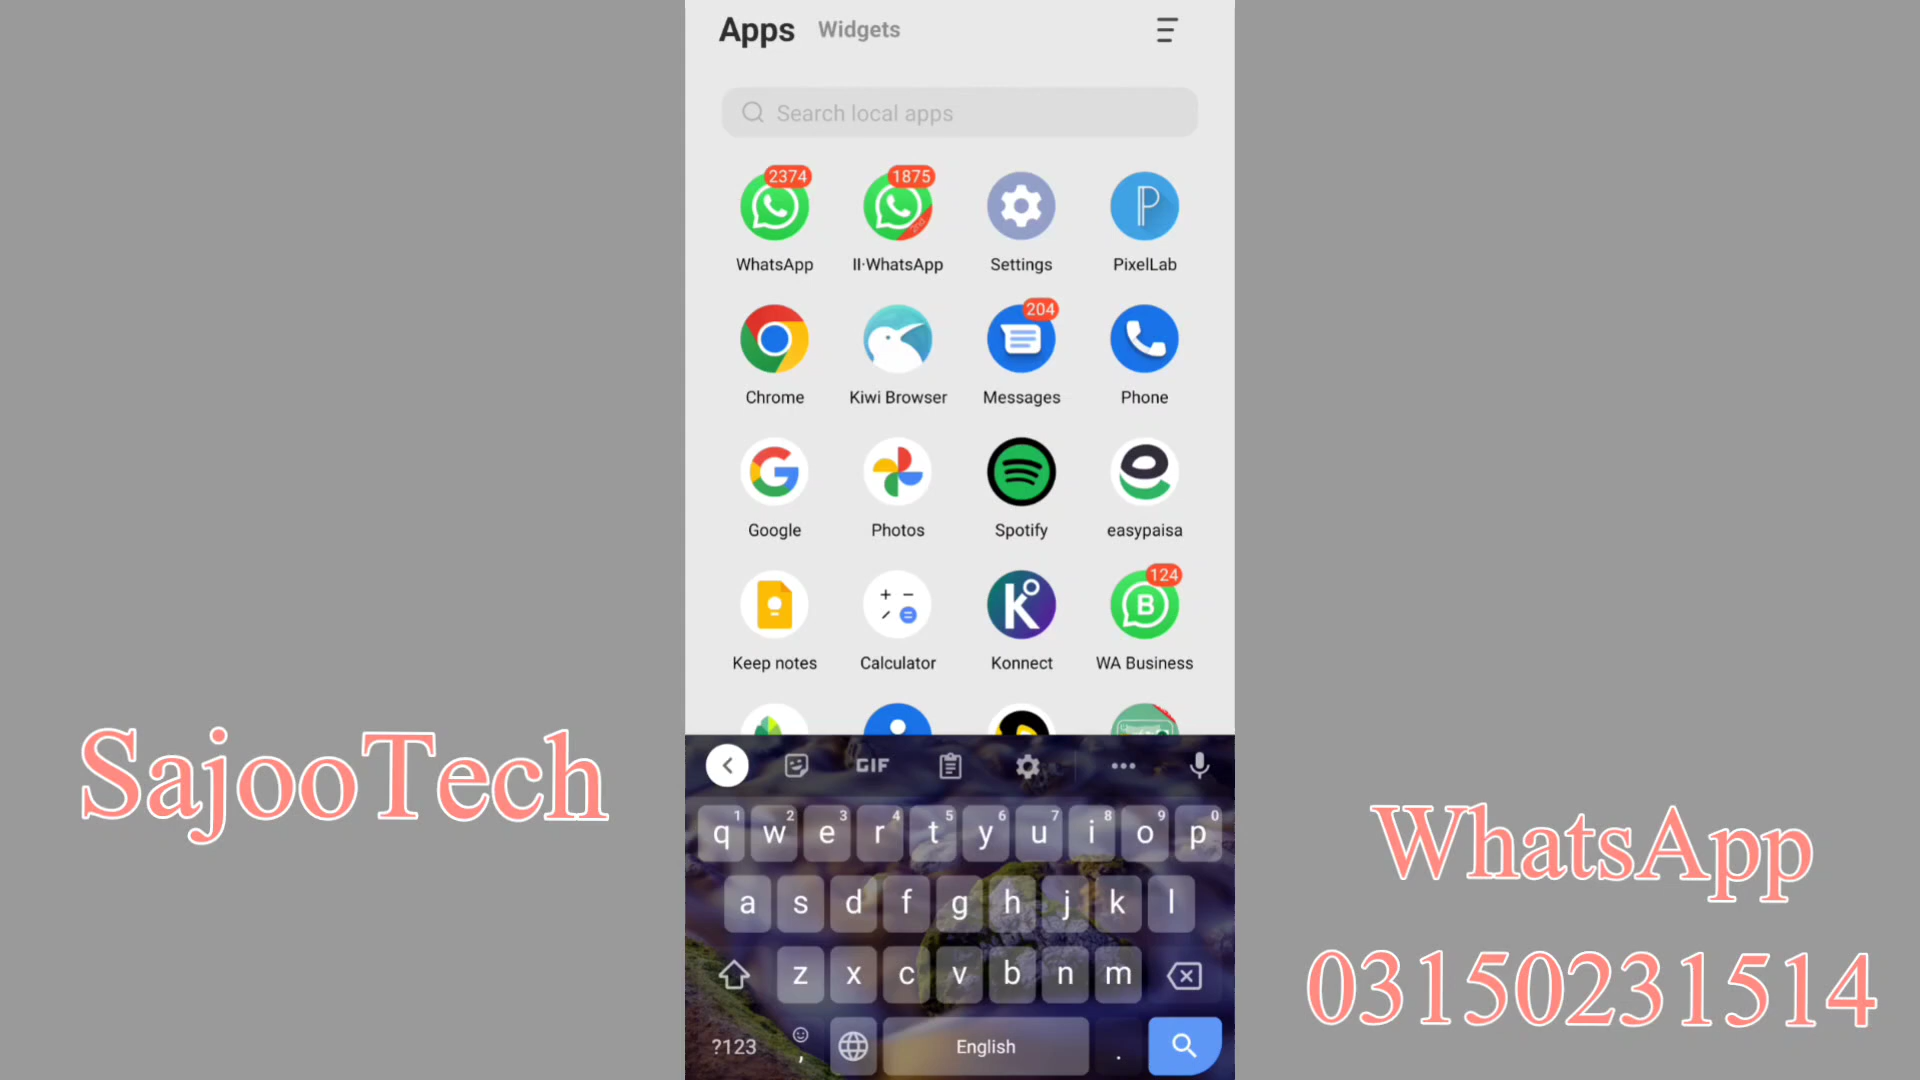 Apps Widgets
Search local apps
2374 1875
WhatsApp II·WhatsApp Settings PixelLab
204
Chrome Kiwi Browser Messages Phone
Google Photos Spotify easypaisa
124
Keep notes Calculator Konnect WA Business
SajooTech
WhatsApp
03150231514
GIF
1 2 3 4 5 6 7 8 9 0
q w e r t y u i o p
a s d f g h j k l
z x c v b n m
?123 , English .